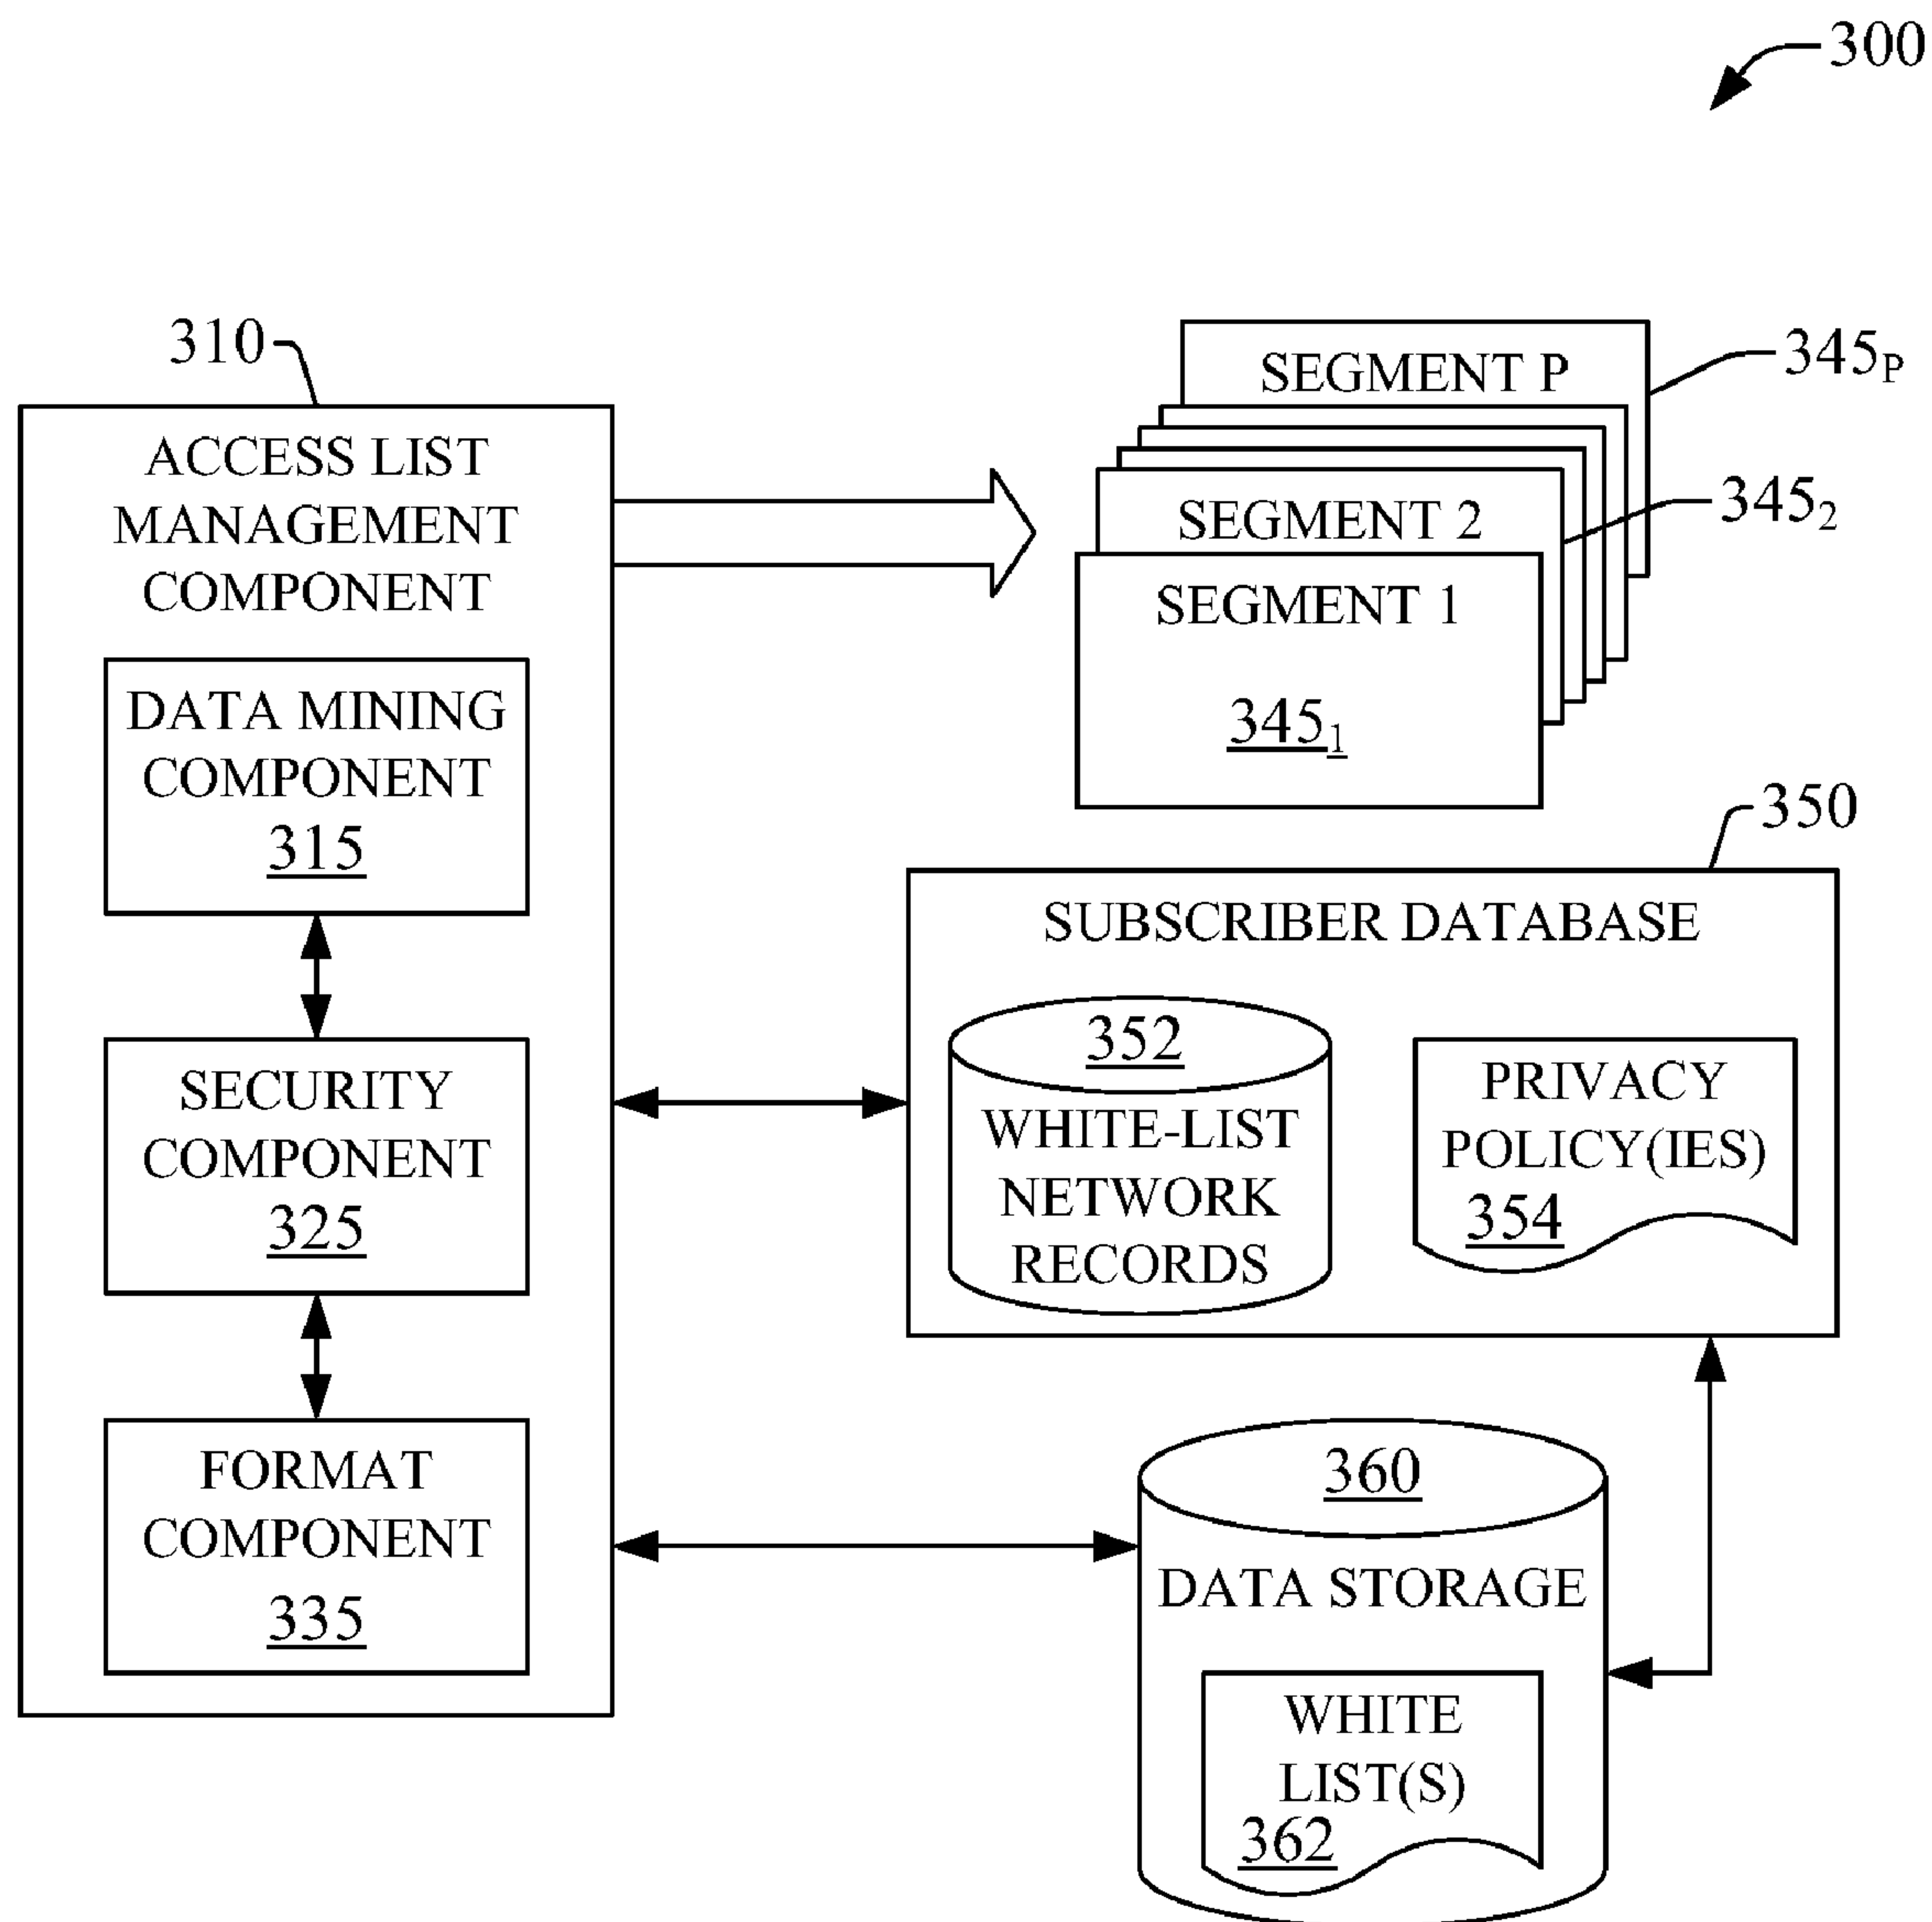 300
310
ACCESS LIST
MANAGEMENT
COMPONENT
DATA MINING
COMPONENT
315
SECURITY
COMPONENT
325
FORMAT
COMPONENT
335
SEGMENT P
345P
SEGMENT 2
3452
SEGMENT 1
3451
350
SUBSCRIBER DATABASE
352
WHITE-LIST
NETWORK
RECORDS
PRIVACY
POLICY(IES)
354
360
DATA STORAGE
WHITE
LIST(S)
362